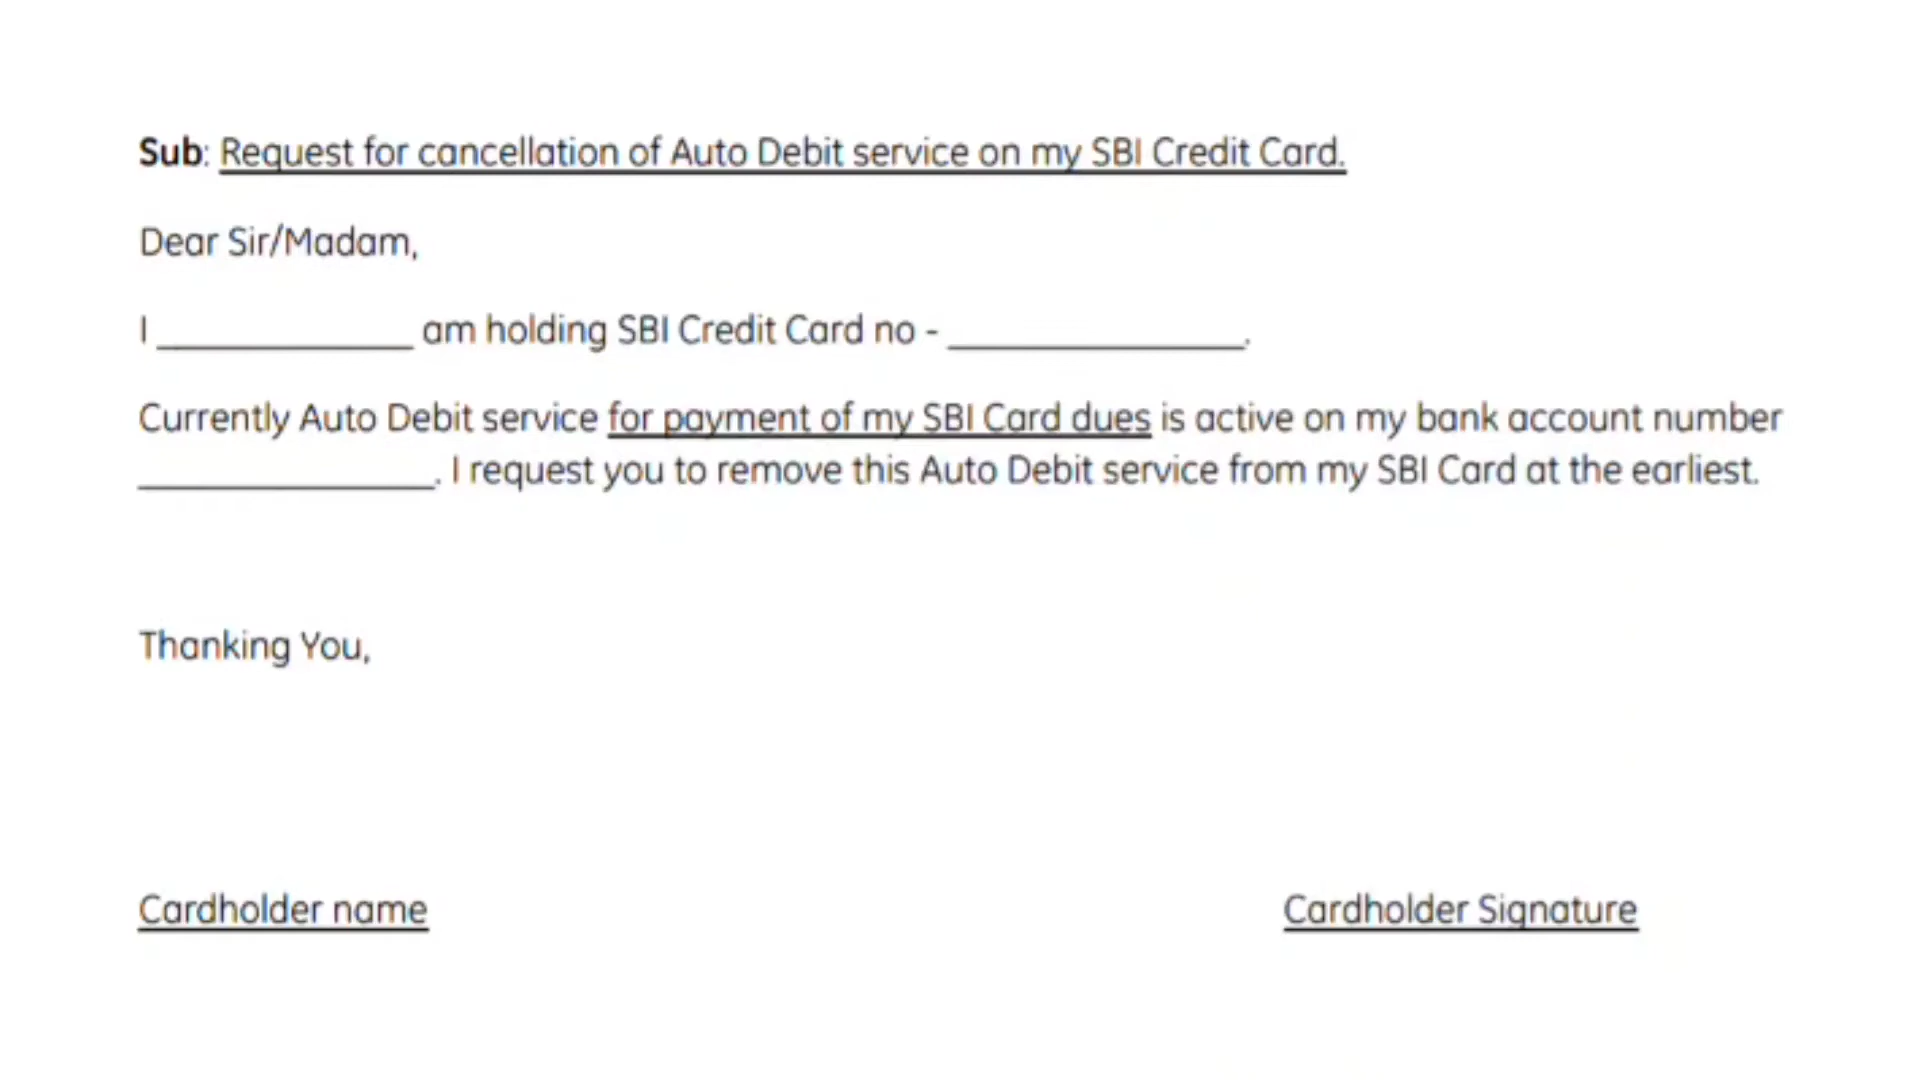 Sub: Request for cancellation of Auto Debit service on my SBI Credit Card.
Dear Sir/Madam,
I ______________ am holding SBI Credit Card no - ________________.
Currently Auto Debit service for payment of my SBI Card dues is active on my bank account number
________________. I request you to remove this Auto Debit service from my SBI Card at the earliest.
Thanking You,
Cardholder name Cardholder Signature